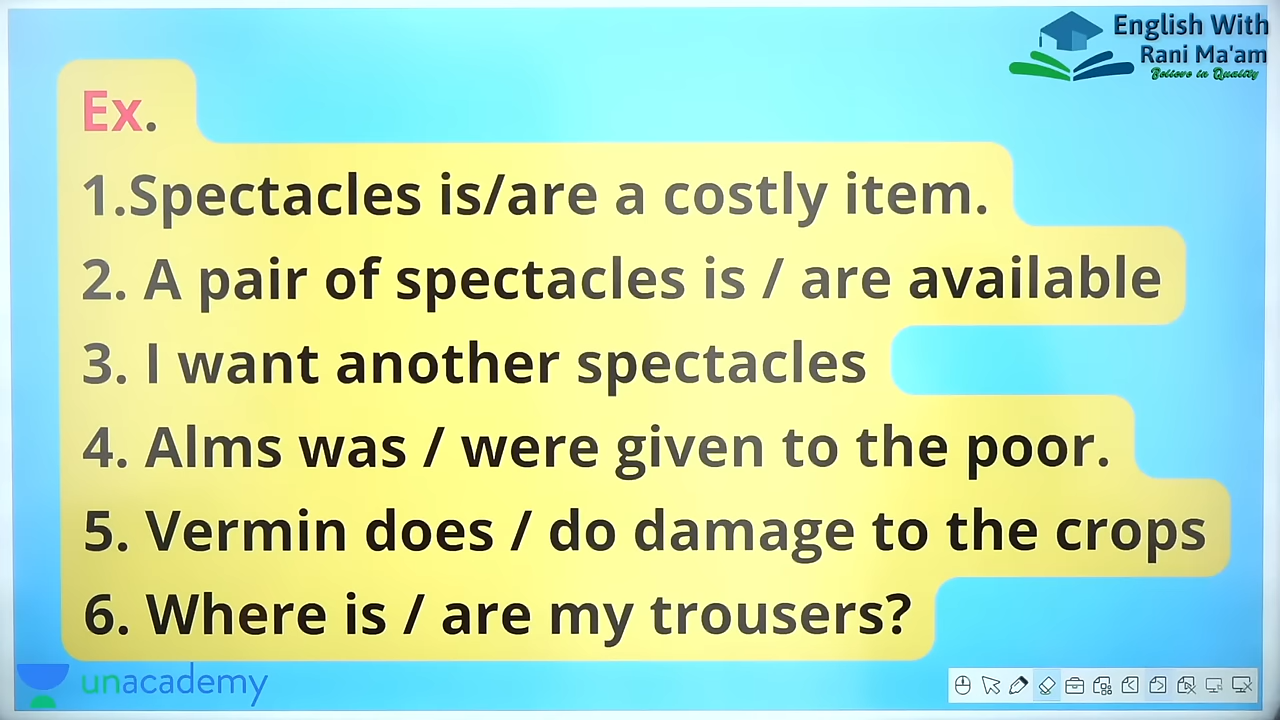 English With
Rani Ma'am
Believe in Quality
Ex.
1.Spectacles is/are a costly item.
2. A pair of spectacles is / are available
3. I want another spectacles
4. Alms was / were given to the poor.
5. Vermin does / do damage to the crops
6. Where is / are my trousers?
unacademy